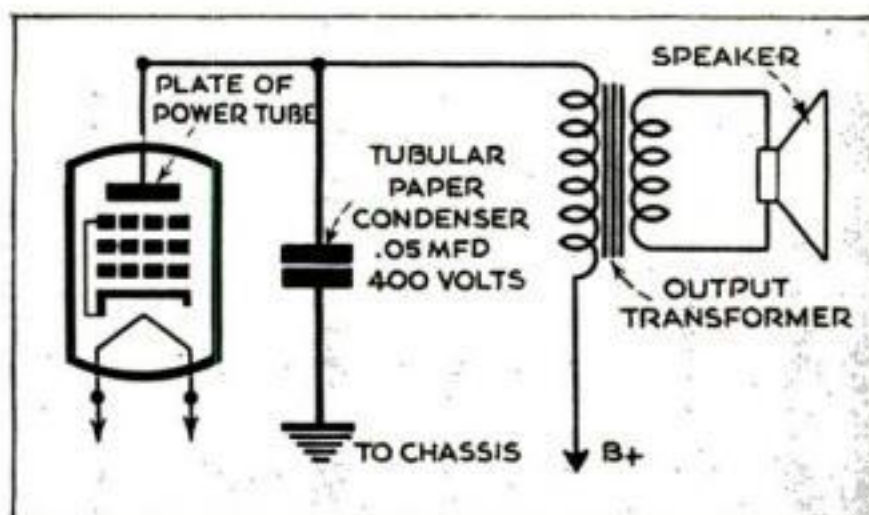 PLATE OF
POWER TUBE
SPEAKER
TUBULAR
PAPER
CONDENSER
.05 MFD
400 VOLTS
OUTPUT
TRANSFORMER
TO CHASSIS
B+